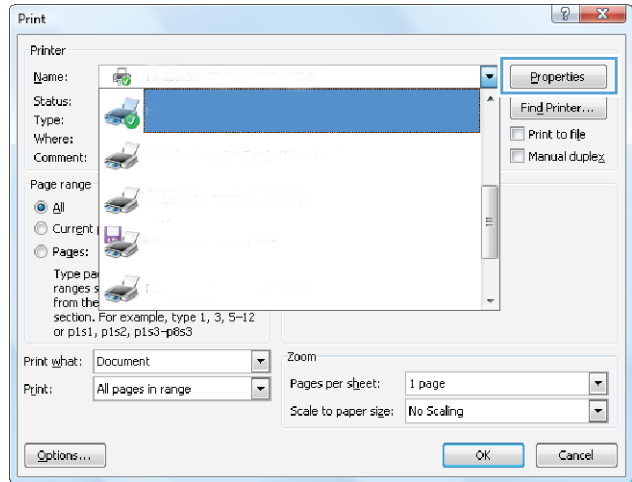 Print
Printer
Name:
Properties
Status:
Find Printer...
Type:
Where:
Print to file
Comment:
Manual duplex
Page range
All
Current
Pages:
Type
ranges
from the
section. For example, type 1, 3, 5–12
or p1s1, p1s2, p1s3–p8s3
Print what: Document
Zoom
Print: All pages in range
Pages per sheet: 1 page
Scale to paper size: No Scaling
Options...
OK
Cancel